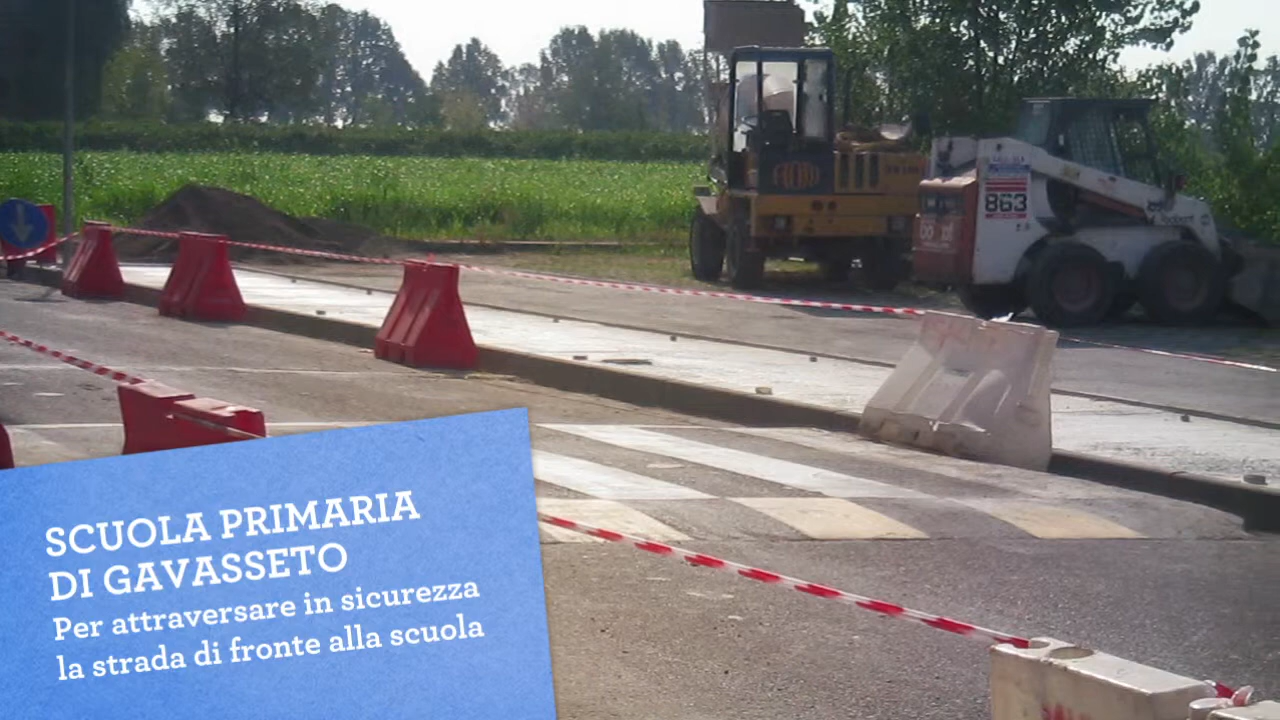 863
SCUOLA PRIMARIA
DI GAVASSETO
Per attraversare in sicurezza
la strada di fronte alla scuola